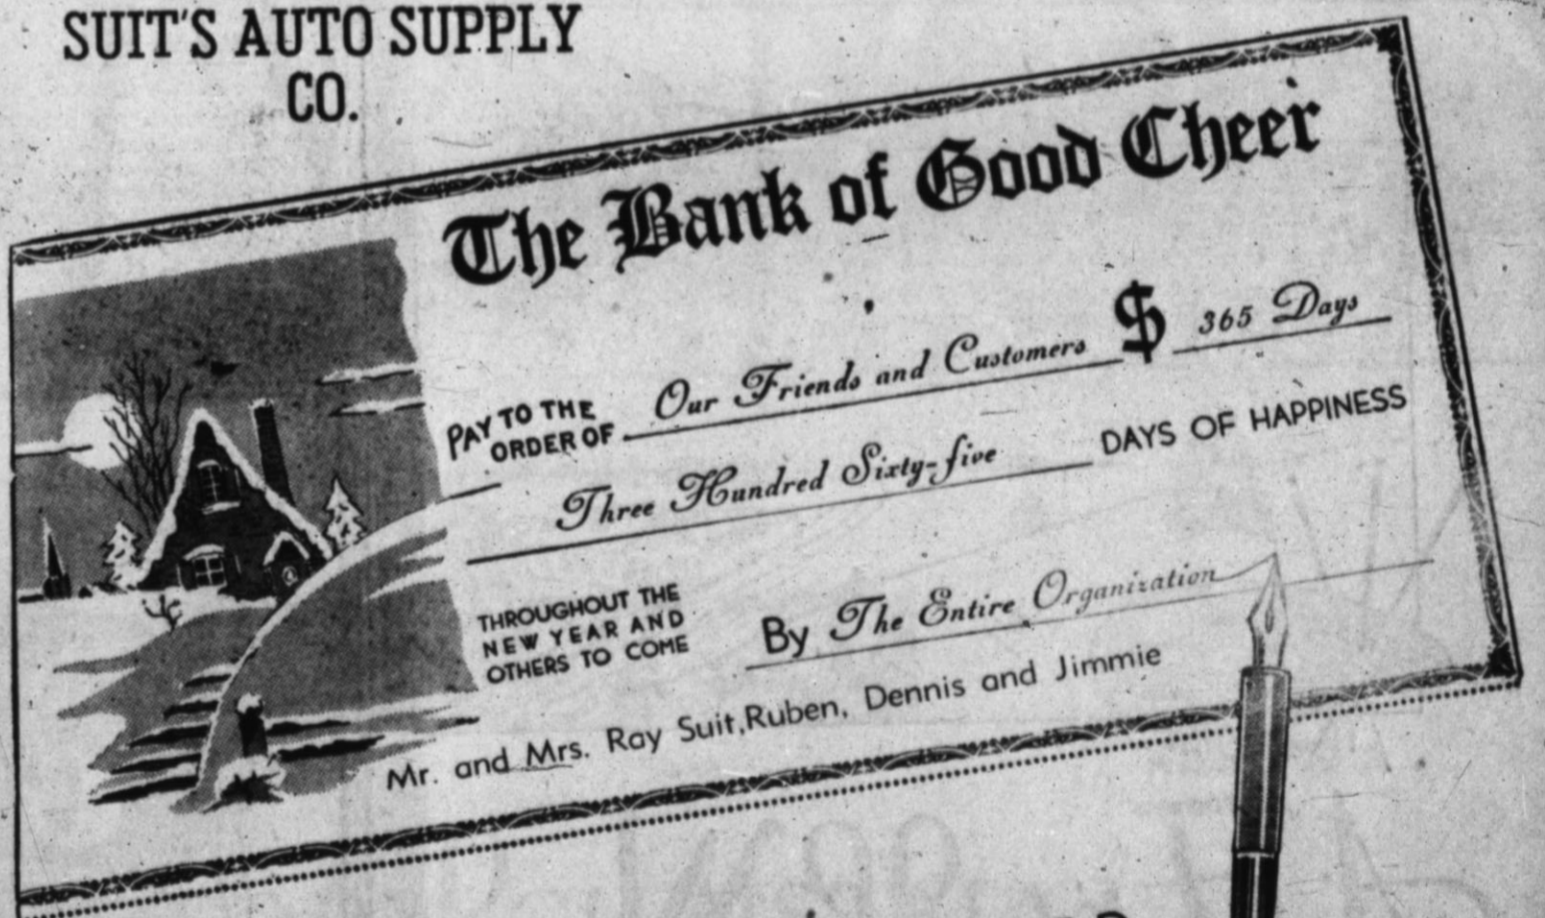 SUIT'S AUTO SUPPLY
CO.
The Bank of Good Cheer
PAY TO THE
ORDER OF Our Friends and Customers $ 365 Days
Three Hundred Sixty-five DAYS OF HAPPINESS
THROUGHOUT THE
NEW YEAR AND
OTHERS TO COME
By The Entire Organization
Mr. and Mrs. Ray Suit, Ruben, Dennis and Jimmie